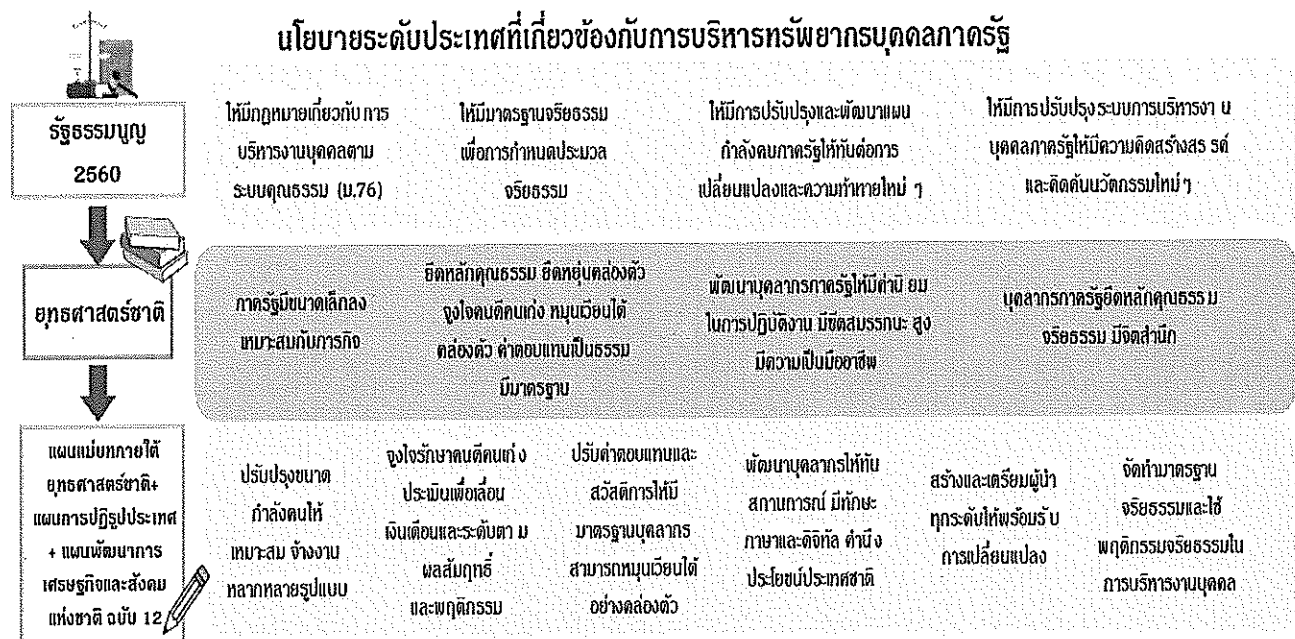 นโยบายระดับประเทศที่เกี่ยวข้องกับการบริหารทรัพยากรบุคคลภาครัฐ
รัฐธรรมนูญ
2560
ให้มีกฎหมายเกี่ยวกับการ
บริหารงานบุคคลตาม
ระบบคุณธรรม (ม.76)
ให้มีมาตรฐานจริยธรรม
เพื่อการกำหนดประมวล
จริยธรรม
ให้มีการปรับปรุงและพัฒนาแผน
กำลังคนภาครัฐให้ทันต่อการ
เปลี่ยนแปลงและความท้าทายใหม่ ๆ
ให้มีการปรับปรุงระบบการบริหารงาน
บุคคลภาครัฐให้มีความคิดสร้างสรรค์
และคิดค้นนวัตกรรมใหม่ๆ
ยุทธศาสตร์ชาติ
ภาครัฐมีขนาดเล็กลง
เหมาะสมกับภารกิจ
ยึดหลักคุณธรรม ยืดหยุ่นคล่องตัว
จูงใจคนดีคนเก่ง หมุนเวียนได้
คล่องตัว ค่าตอบแทนเป็นธรรม
มีมาตรฐาน
พัฒนาบุคลากรภาครัฐให้มีค่านิยม
ในการปฏิบัติงาน มีขีดสมรรถนะสูง
มีความเป็นมืออาชีพ
บุคลากรภาครัฐยึดหลักคุณธรรม
จริยธรรม มีจิตสำนึก
แผนแม่บทภายใต้
ยุทธศาสตร์ชาติ+
แผนการปฏิรูปประเทศ
+ แผนพัฒนาการ
เศรษฐกิจและสังคม
แห่งชาติ ฉบับ 12
ปรับปรุงขนาด
กำลังคนให้
เหมาะสม จ้างงาน
หลากหลายรูปแบบ
จูงใจรักษาคนดีคนเก่ง
ประเมินเพื่อเลื่อน
เงินเดือนและระดับตาม
ผลสัมฤทธิ์
และพฤติกรรม
ปรับค่าตอบแทนและ
สวัสดิการให้มี
มาตรฐานบุคลากร
สามารถหมุนเวียนได้
อย่างคล่องตัว
พัฒนาบุคลากรให้ทัน
สถานการณ์ มีทักษะ
ภาษาและดิจิทัล คำนึง
ประโยชน์ประเทศชาติ
สร้างและเตรียมผู้นำ
ทุกระดับให้พร้อมรับ
การเปลี่ยนแปลง
จัดทำมาตรฐาน
จริยธรรมและใช้
พฤติกรรมจริยธรรมใน
การบริหารงานบุคคล